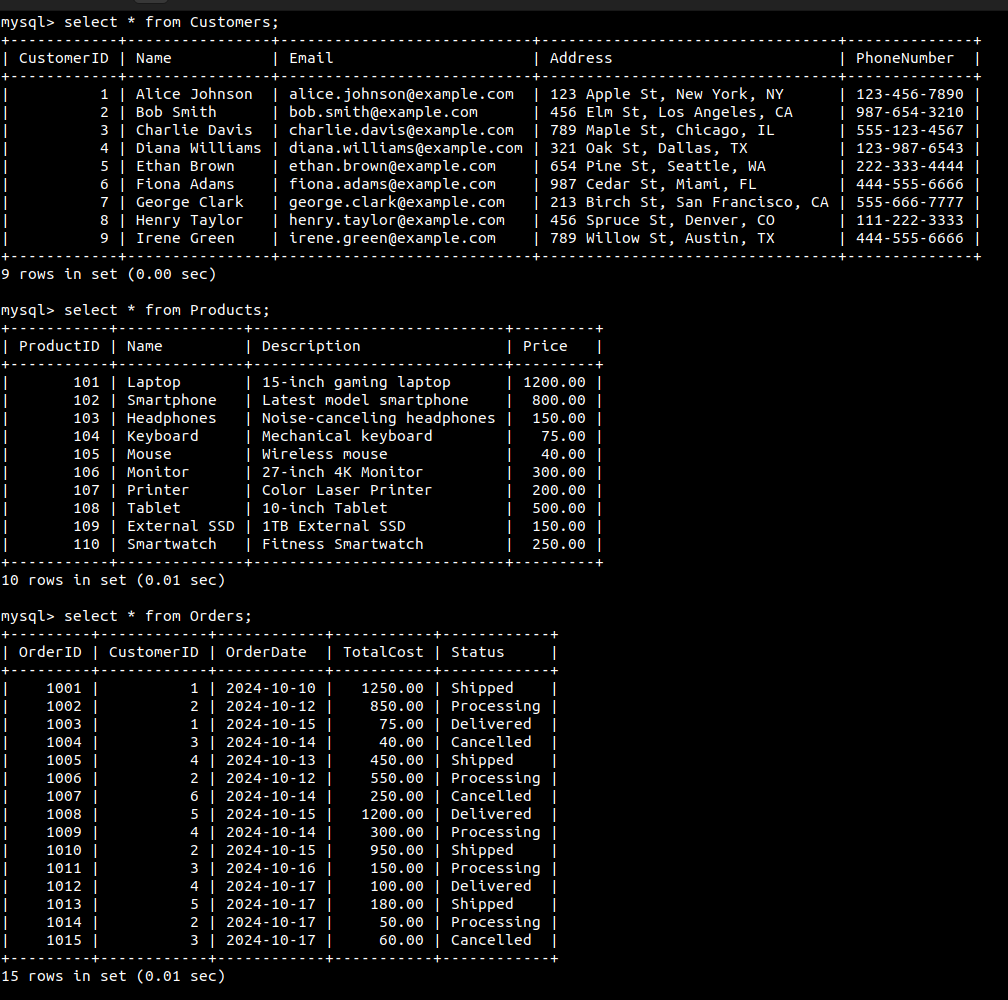 mysql> select * from Customers;
+------------+----------------+----------------------------+---------------------------------+--------------+
| CustomerID | Name           | Email                      | Address                         | PhoneNumber  |
+------------+----------------+----------------------------+---------------------------------+--------------+
|          1 | Alice Johnson  | alice.johnson@example.com  | 123 Apple St, New York, NY      | 123-456-7890 |
|          2 | Bob Smith      | bob.smith@example.com      | 456 Elm St, Los Angeles, CA     | 987-654-3210 |
|          3 | Charlie Davis  | charlie.davis@example.com  | 789 Maple St, Chicago, IL       | 555-123-4567 |
|          4 | Diana Williams | diana.williams@example.com | 321 Oak St, Dallas, TX          | 123-987-6543 |
|          5 | Ethan Brown    | ethan.brown@example.com    | 654 Pine St, Seattle, WA        | 222-333-4444 |
|          6 | Fiona Adams    | fiona.adams@example.com    | 987 Cedar St, Miami, FL         | 444-555-6666 |
|          7 | George Clark   | george.clark@example.com   | 213 Birch St, San Francisco, CA | 555-666-7777 |
|          8 | Henry Taylor   | henry.taylor@example.com   | 456 Spruce St, Denver, CO       | 111-222-3333 |
|          9 | Irene Green    | irene.green@example.com    | 789 Willow St, Austin, TX       | 444-555-6666 |
+------------+----------------+----------------------------+---------------------------------+--------------+
9 rows in set (0.00 sec)

mysql> select * from Products;
+-----------+--------------+----------------------------+---------+
| ProductID | Name         | Description                | Price   |
+-----------+--------------+----------------------------+---------+
|       101 | Laptop       | 15-inch gaming laptop      | 1200.00 |
|       102 | Smartphone   | Latest model smartphone    |  800.00 |
|       103 | Headphones   | Noise-canceling headphones |  150.00 |
|       104 | Keyboard     | Mechanical keyboard        |   75.00 |
|       105 | Mouse        | Wireless mouse             |   40.00 |
|       106 | Monitor      | 27-inch 4K Monitor         |  300.00 |
|       107 | Printer      | Color Laser Printer        |  200.00 |
|       108 | Tablet       | 10-inch Tablet             |  500.00 |
|       109 | External SSD | 1TB External SSD           |  150.00 |
|       110 | Smartwatch   | Fitness Smartwatch         |  250.00 |
+-----------+--------------+----------------------------+---------+
10 rows in set (0.01 sec)

mysql> select * from Orders;
+---------+------------+------------+-----------+------------+
| OrderID | CustomerID | OrderDate  | TotalCost | Status     |
+---------+------------+------------+-----------+------------+
|    1001 |          1 | 2024-10-10 |   1250.00 | Shipped    |
|    1002 |          2 | 2024-10-12 |    850.00 | Processing |
|    1003 |          1 | 2024-10-15 |     75.00 | Delivered  |
|    1004 |          3 | 2024-10-14 |     40.00 | Cancelled  |
|    1005 |          4 | 2024-10-13 |    450.00 | Shipped    |
|    1006 |          2 | 2024-10-12 |    550.00 | Processing |
|    1007 |          6 | 2024-10-14 |    250.00 | Cancelled  |
|    1008 |          5 | 2024-10-15 |   1200.00 | Delivered  |
|    1009 |          4 | 2024-10-14 |    300.00 | Processing |
|    1010 |          2 | 2024-10-15 |    950.00 | Shipped    |
|    1011 |          3 | 2024-10-16 |    150.00 | Processing |
|    1012 |          4 | 2024-10-17 |    100.00 | Delivered  |
|    1013 |          5 | 2024-10-17 |    180.00 | Shipped    |
|    1014 |          2 | 2024-10-17 |     50.00 | Processing |
|    1015 |          3 | 2024-10-17 |     60.00 | Cancelled  |
+---------+------------+------------+-----------+------------+
15 rows in set (0.01 sec)